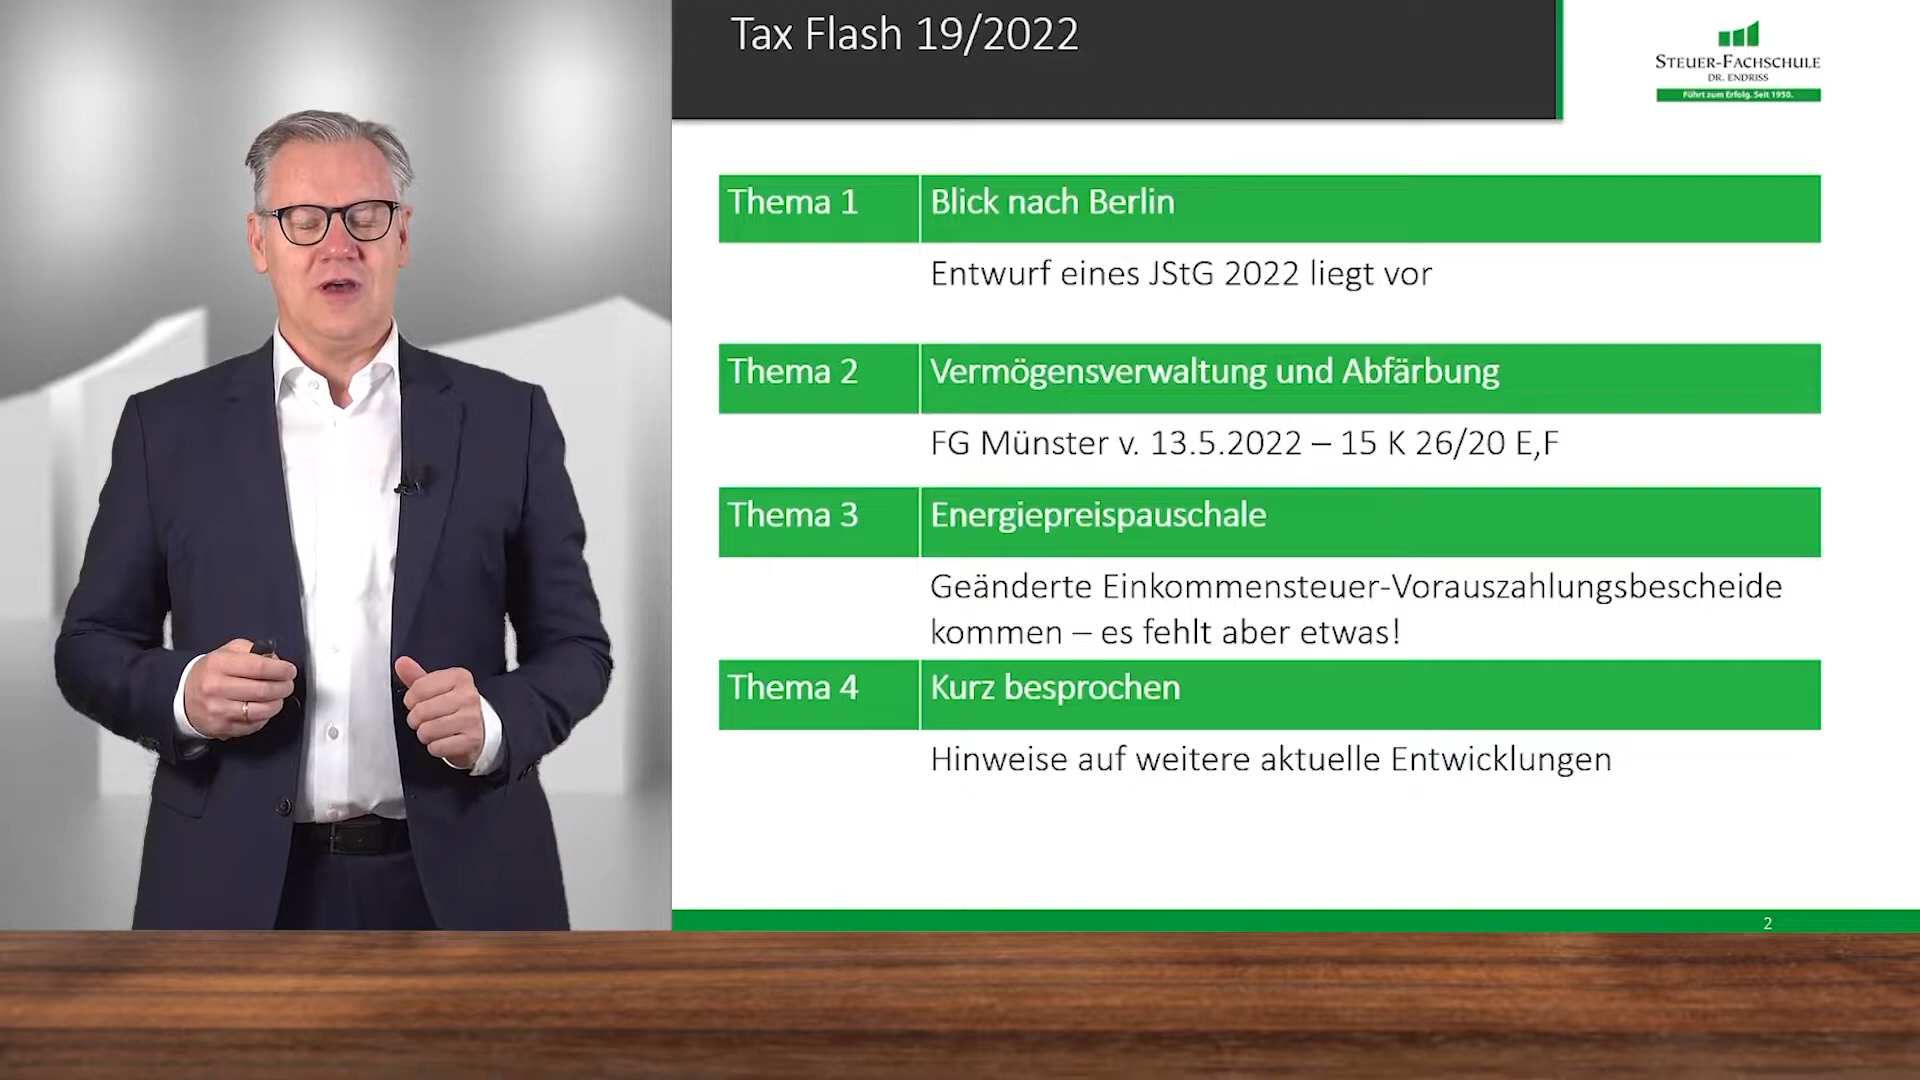 Tax Flash 19/2022
STEUER-FACHSCHULE
DR. ENDRISS
Führt zum Erfolg. Seit 1950.
Thema 1 Blick nach Berlin
Entwurf eines JStG 2022 liegt vor
Thema 2 Vermögensverwaltung und Abfärbung
FG Münster v. 13.5.2022 – 15 K 26/20 E,F
Thema 3 Energiepreispauschale
Geänderte Einkommensteuer-Vorauszahlungsbescheide
kommen – es fehlt aber etwas!
Thema 4 Kurz besprochen
Hinweise auf weitere aktuelle Entwicklungen
2